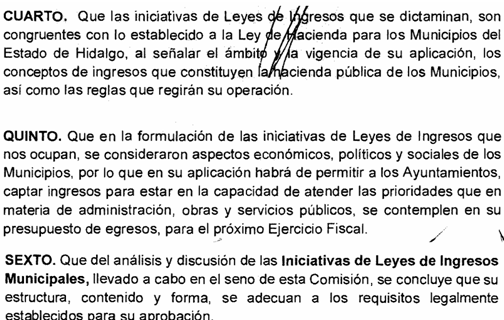 CUARTO. Que las iniciativas de Leyes de Ingresos que se dictaminan, son
congruentes con lo establecido a la Ley de Hacienda para los Municipios del
Estado de Hidalgo, al señalar el ámbito y la vigencia de su aplicación, los
conceptos de ingresos que constituyen la hacienda pública de los Municipios,
así como las reglas que regirán su operación.
QUINTO. Que en la formulación de las iniciativas de Leyes de Ingresos que
nos ocupan, se consideraron aspectos económicos, políticos y sociales de los
Municipios, por lo que en su aplicación habrá de permitir a los Ayuntamientos,
captar ingresos para estar en la capacidad de atender las prioridades que en
materia de administración, obras y servicios públicos, se contemplen en su
presupuesto de egresos, para el próximo Ejercicio Fiscal.
SEXTO. Que del análisis y discusión de las Iniciativas de Leyes de Ingresos
Municipales, llevado a cabo en el seno de esta Comisión, se concluye que su
estructura, contenido y forma, se adecuan a los requisitos legalmente
establecidos para su aprobación.